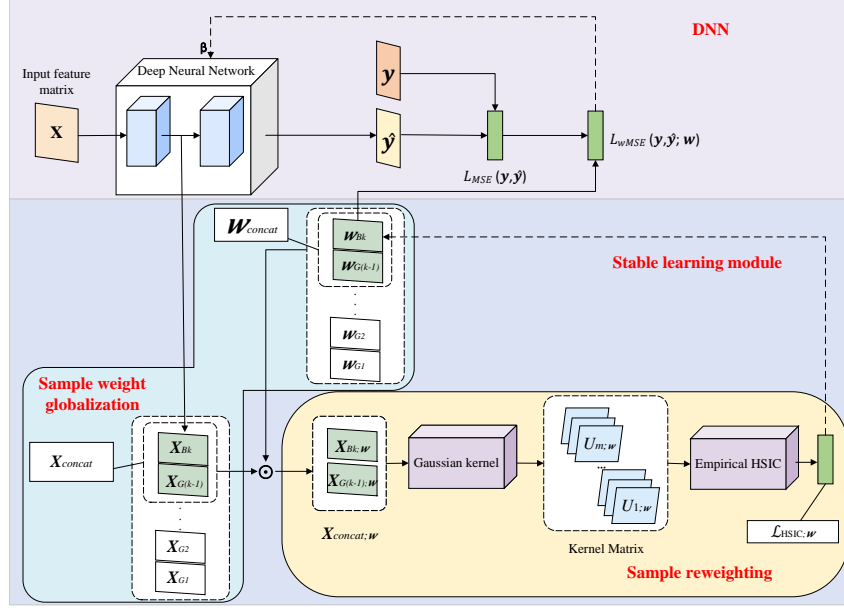 DNN
β
Deep Neural Network
Input feature
matrix
X
y
ŷ
L_MSE (y,ŷ)
L_wMSE (y,ŷ; w)
W_concat
w_Bk
w_G(k-1)
·
·
·
w_G2
w_G1
Stable learning module
Sample weight
globalization
X_concat
X_Bk
X_G(k-1)
·
·
·
X_G2
X_G1
X_Bk;w
X_G(k-1);w
X_concat;w
Gaussian kernel
U_m;w
...
U_1;w
Kernel Matrix
Empirical HSIC
ℒ_HSIC;w
Sample reweighting